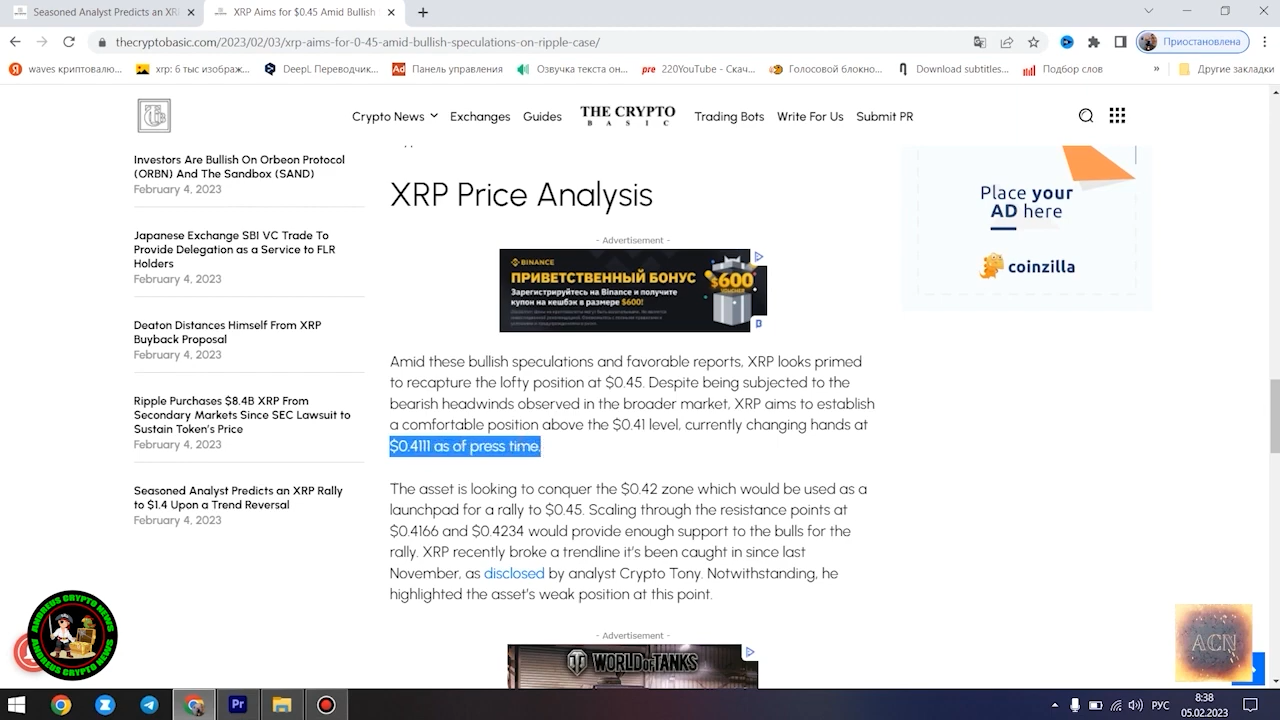 Seasoned Analyst Predicts an XRP
XRP Aims for $0.45 Amid Bullish
thecryptobasic.com/2023/02/03/xrp-aims-for-0-45-amid-bullish-speculations-on-ripple-case/
Приостановлена
waves криптовалю...
xrp: 6 тыс изображ...
DeepL Переводчик...
Панель управления
Озвучка текста он...
220YouTube - Скач...
Голосовой блокно...
Download subtitles...
Подбор слов
»
Другие закладки
Crypto News
Exchanges
Guides
THE CRYPTO
BASIC
Trading Bots
Write For Us
Submit PR
Investors Are Bullish On Orbeon Protocol
(ORBN) And The Sandbox (SAND)
February 4, 2023
Japanese Exchange SBI VC Trade To
Provide Delegation as a Service to FLR
Holders
February 4, 2023
Deaton Distances Himself From XRP
Buyback Proposal
February 4, 2023
Ripple Purchases $8.4B XRP From
Secondary Markets Since SEC Lawsuit to
Sustain Token's Price
February 4, 2023
Seasoned Analyst Predicts an XRP Rally
to $1.4 Upon a Trend Reversal
February 4, 2023
XRP Price Analysis
- Advertisement -
BINANCE
ПРИВЕТСТВЕННЫЙ БОНУС
Зарегистрируйтесь на Binance и получите
купон на кешбэк в размере $600!
$600
VOUCHER
Amid these bullish speculations and favorable reports, XRP looks primed
to recapture the lofty position at $0.45. Despite being subjected to the
bearish headwinds observed in the broader market, XRP aims to establish
a comfortable position above the $0.41 level, currently changing hands at
$0.4111 as of press time.
The asset is looking to conquer the $0.42 zone which would be used as a
launchpad for a rally to $0.45. Scaling through the resistance points at
$0.4166 and $0.4234 would provide enough support to the bulls for the
rally. XRP recently broke a trendline it's been caught in since last
November, as disclosed by analyst Crypto Tony. Notwithstanding, he
highlighted the asset's weak position at this point.
- Advertisement -
WORLD OF TANKS
Place your
AD here
coinzilla
ANDREUS CRYPTO NEWS
ANDREUS CRYPTO NEWS
ACN
РУС
8:38
05.02.2023